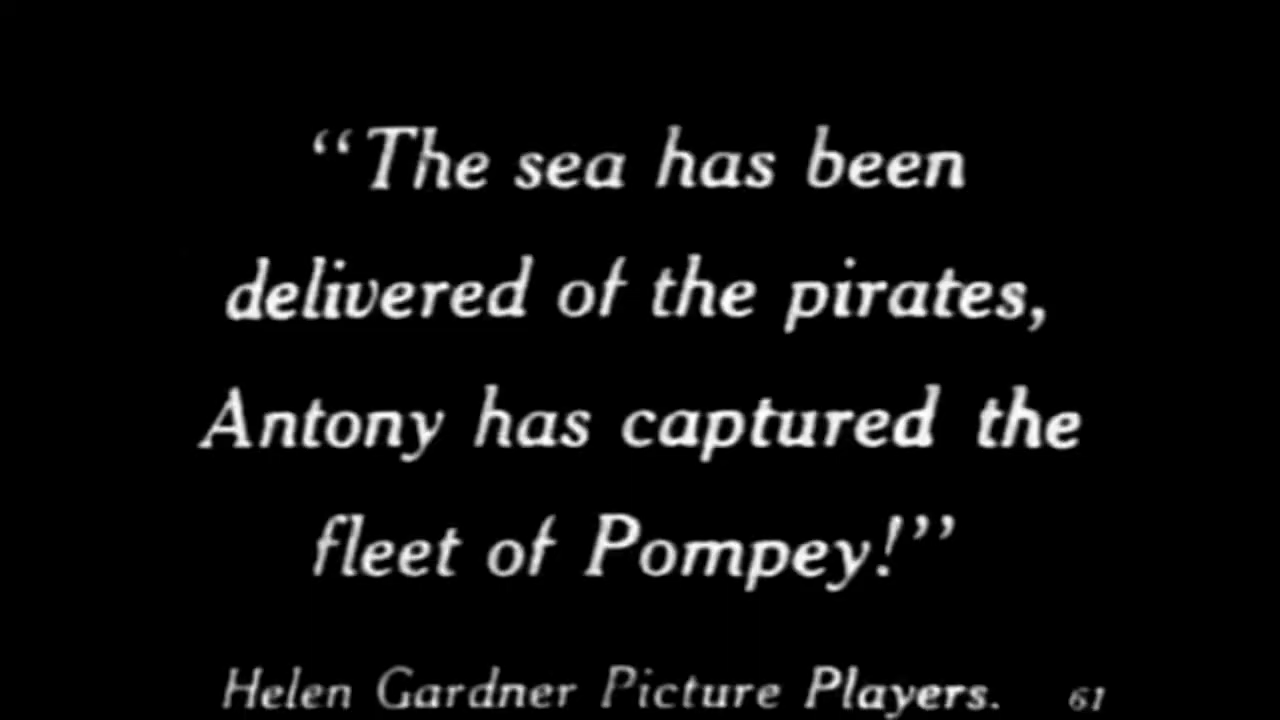 “The sea has been
delivered of the pirates,
Antony has captured the
fleet of Pompey!”
Helen Gardner Picture Players. 61